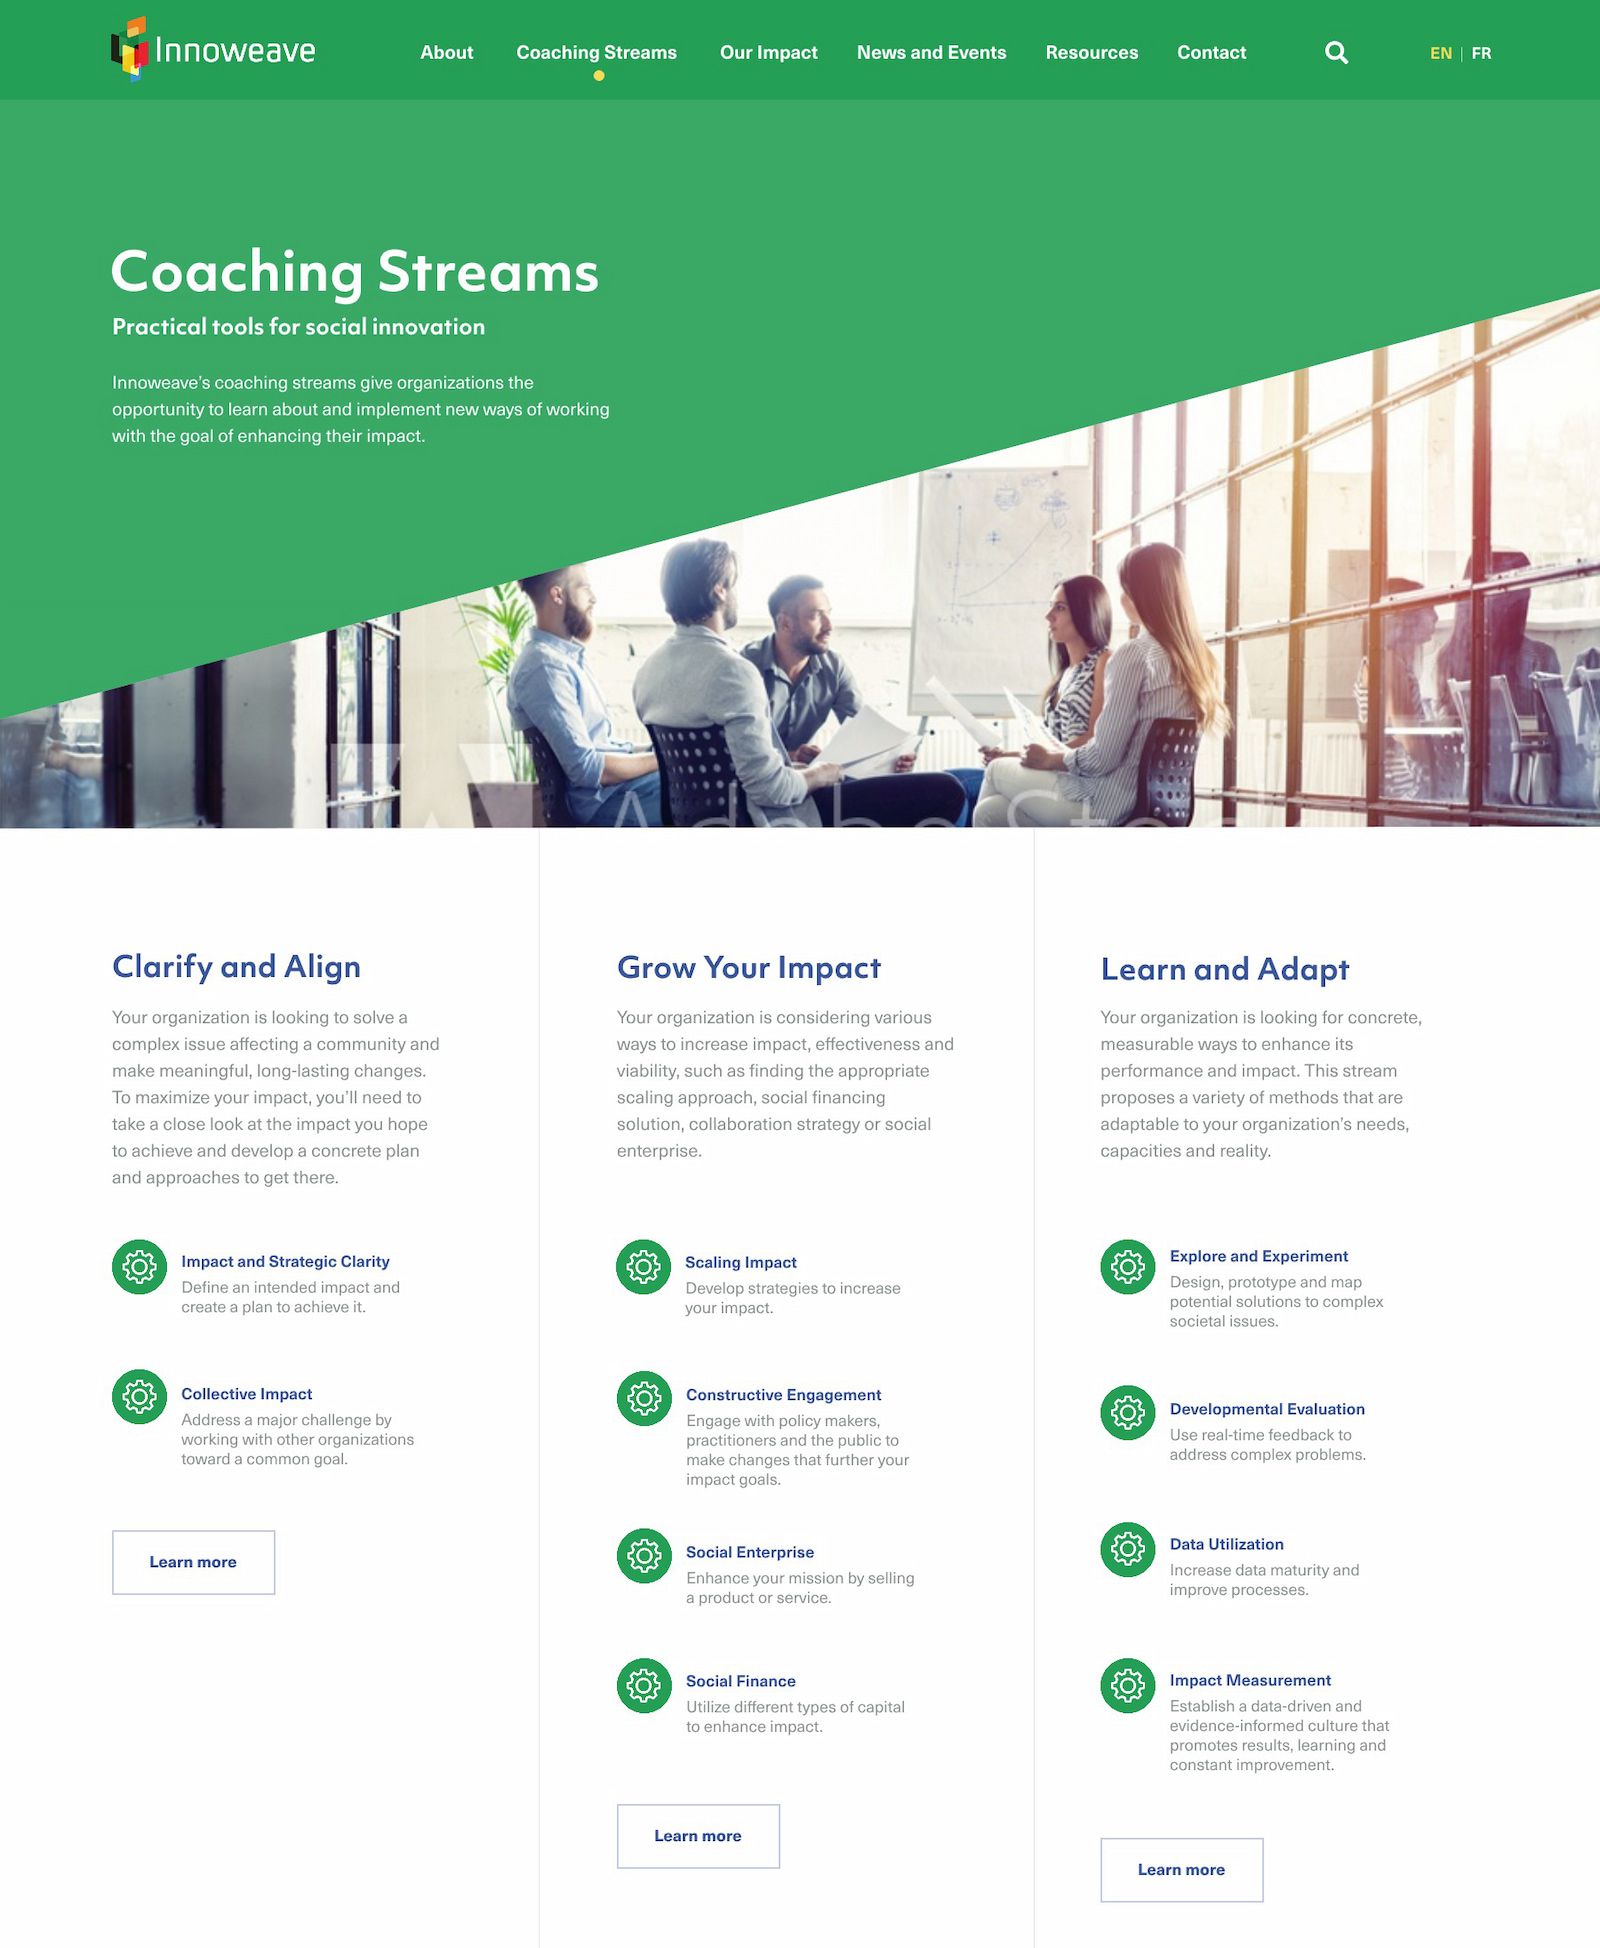 Innoweave
About
Coaching Streams
Our Impact
News and Events
Resources
Contact
EN | FR
Coaching Streams
Practical tools for social innovation
Innoweave’s coaching streams give organizations the
opportunity to learn about and implement new ways of working
with the goal of enhancing their impact.
Adobe Stock
Clarify and Align
Your organization is looking to solve a
complex issue affecting a community and
make meaningful, long-lasting changes.
To maximize your impact, you’ll need to
take a close look at the impact you hope
to achieve and develop a concrete plan
and approaches to get there.
Impact and Strategic Clarity
Define an intended impact and
create a plan to achieve it.
Collective Impact
Address a major challenge by
working with other organizations
toward a common goal.
Learn more
Grow Your Impact
Your organization is considering various
ways to increase impact, effectiveness and
viability, such as finding the appropriate
scaling approach, social financing
solution, collaboration strategy or social
enterprise.
Scaling Impact
Develop strategies to increase
your impact.
Constructive Engagement
Engage with policy makers,
practitioners and the public to
make changes that further your
impact goals.
Social Enterprise
Enhance your mission by selling
a product or service.
Social Finance
Utilize different types of capital
to enhance impact.
Learn more
Learn and Adapt
Your organization is looking for concrete,
measurable ways to enhance its
performance and impact. This stream
proposes a variety of methods that are
adaptable to your organization’s needs,
capacities and reality.
Explore and Experiment
Design, prototype and map
potential solutions to complex
societal issues.
Developmental Evaluation
Use real-time feedback to
address complex problems.
Data Utilization
Increase data maturity and
improve processes.
Impact Measurement
Establish a data-driven and
evidence-informed culture that
promotes results, learning and
constant improvement.
Learn more